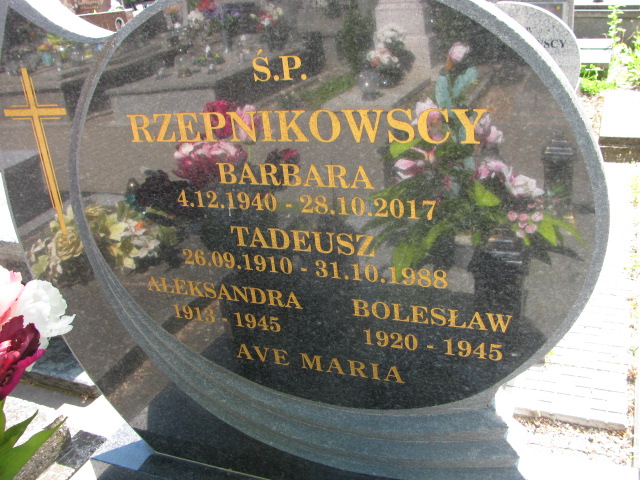 Ś.P.
RZEPNIKOWSCY
BARBARA
4.12.1940 - 28.10.2017
TADEUSZ
26.09.1910 - 31.10.1988
ALEKSANDRA
1913 - 1945
BOLESŁAW
1920 - 1945
AVE MARIA